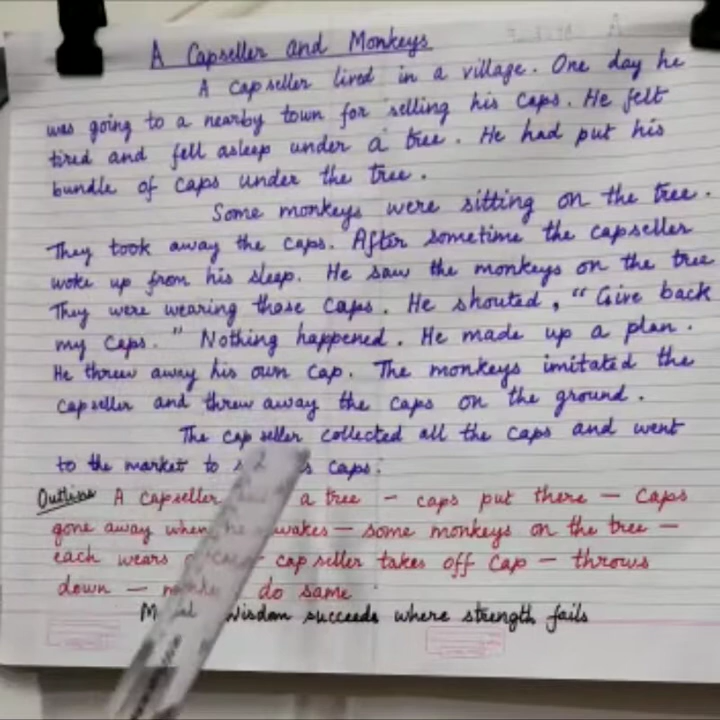 A Capseller and Monkeys
A Capseller lived in a village. One day he
was going to a nearby town for selling his Caps. He felt
tired and fell asleep under a tree. He had put his
bundle of caps under the tree.
Some monkeys were sitting on the tree.
They took away the caps. After sometime the capseller
woke up from his sleep. He saw the monkeys on the tree
They were wearing those caps. He shouted, "Give back
my Caps." Nothing happened. He made up a plan.
He threw away his own cap. The monkeys imitated the
capseller and threw away the caps on the ground.
The cap seller collected all the caps and went
to the market to caps.
Outline A Capseller a tree - caps put there - Caps
gone away when he wakes - some monkeys on the tree -
each wears cap seller takes off cap - throws
down - do same
Wisdom succeeds where strength fails